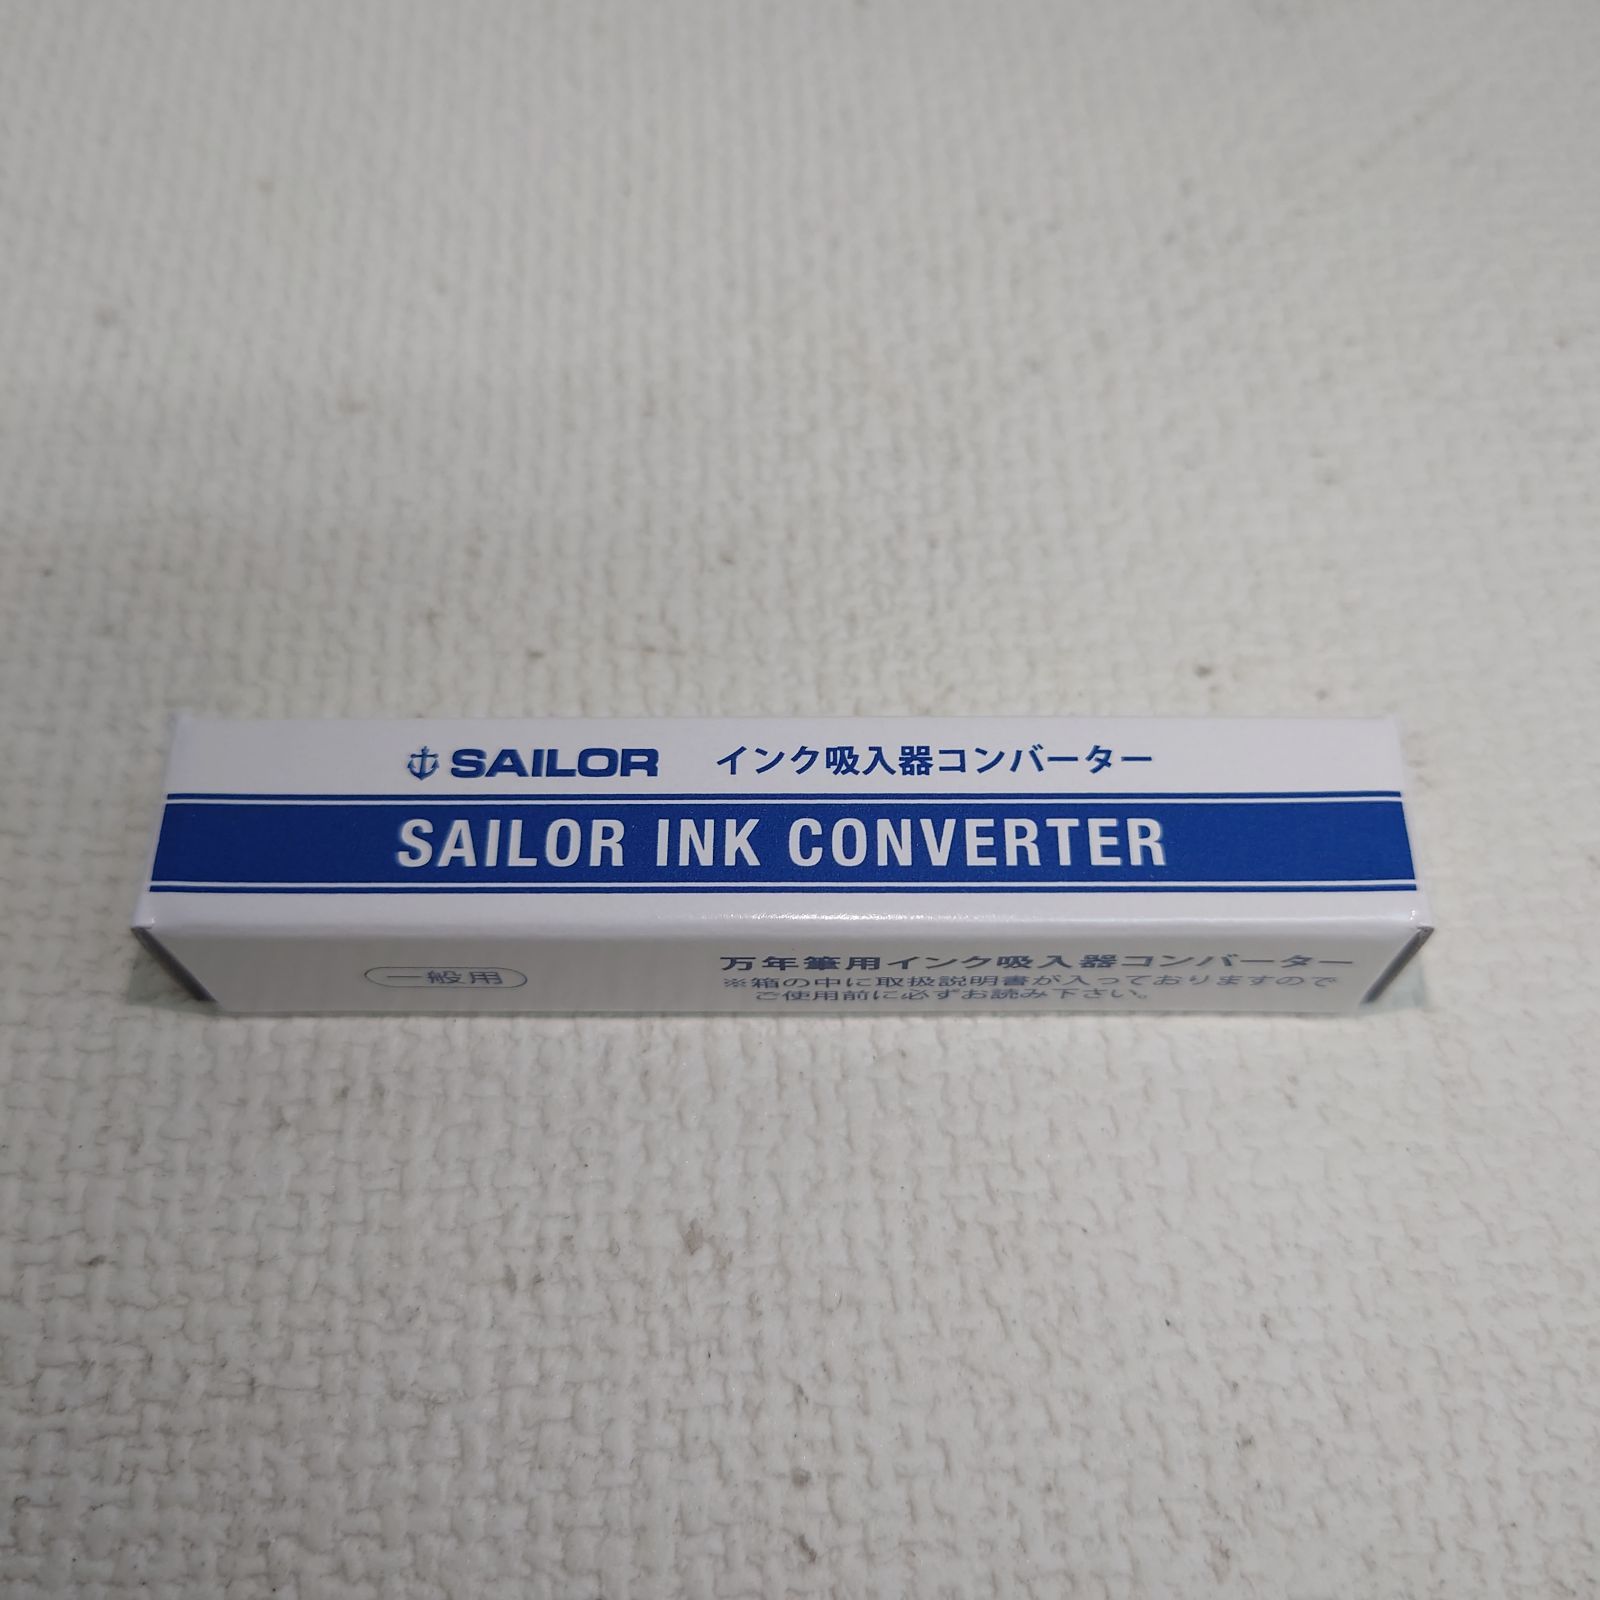 SAILOR インク吸入器コンバーター
SAILOR INK CONVERTER
一般用
万年筆用インク吸入器コンバーター
※箱の中に取扱説明書が入っておりますので
ご使用前に必ずお読み下さい。